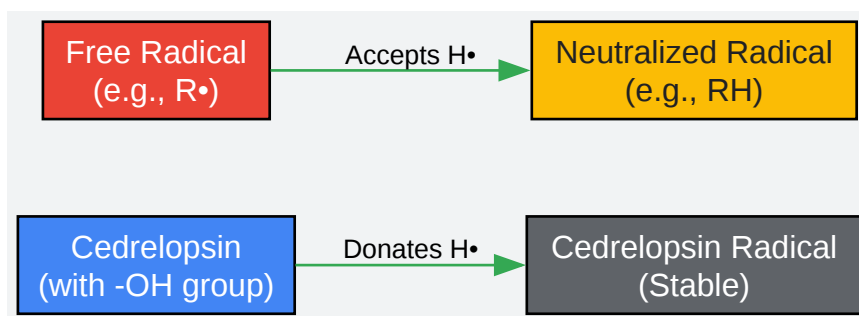 Free Radical
(e.g., R•)
Accepts H•
Neutralized Radical
(e.g., RH)
Cedrelopsin
(with -OH group)
Donates H•
Cedrelopsin Radical
(Stable)